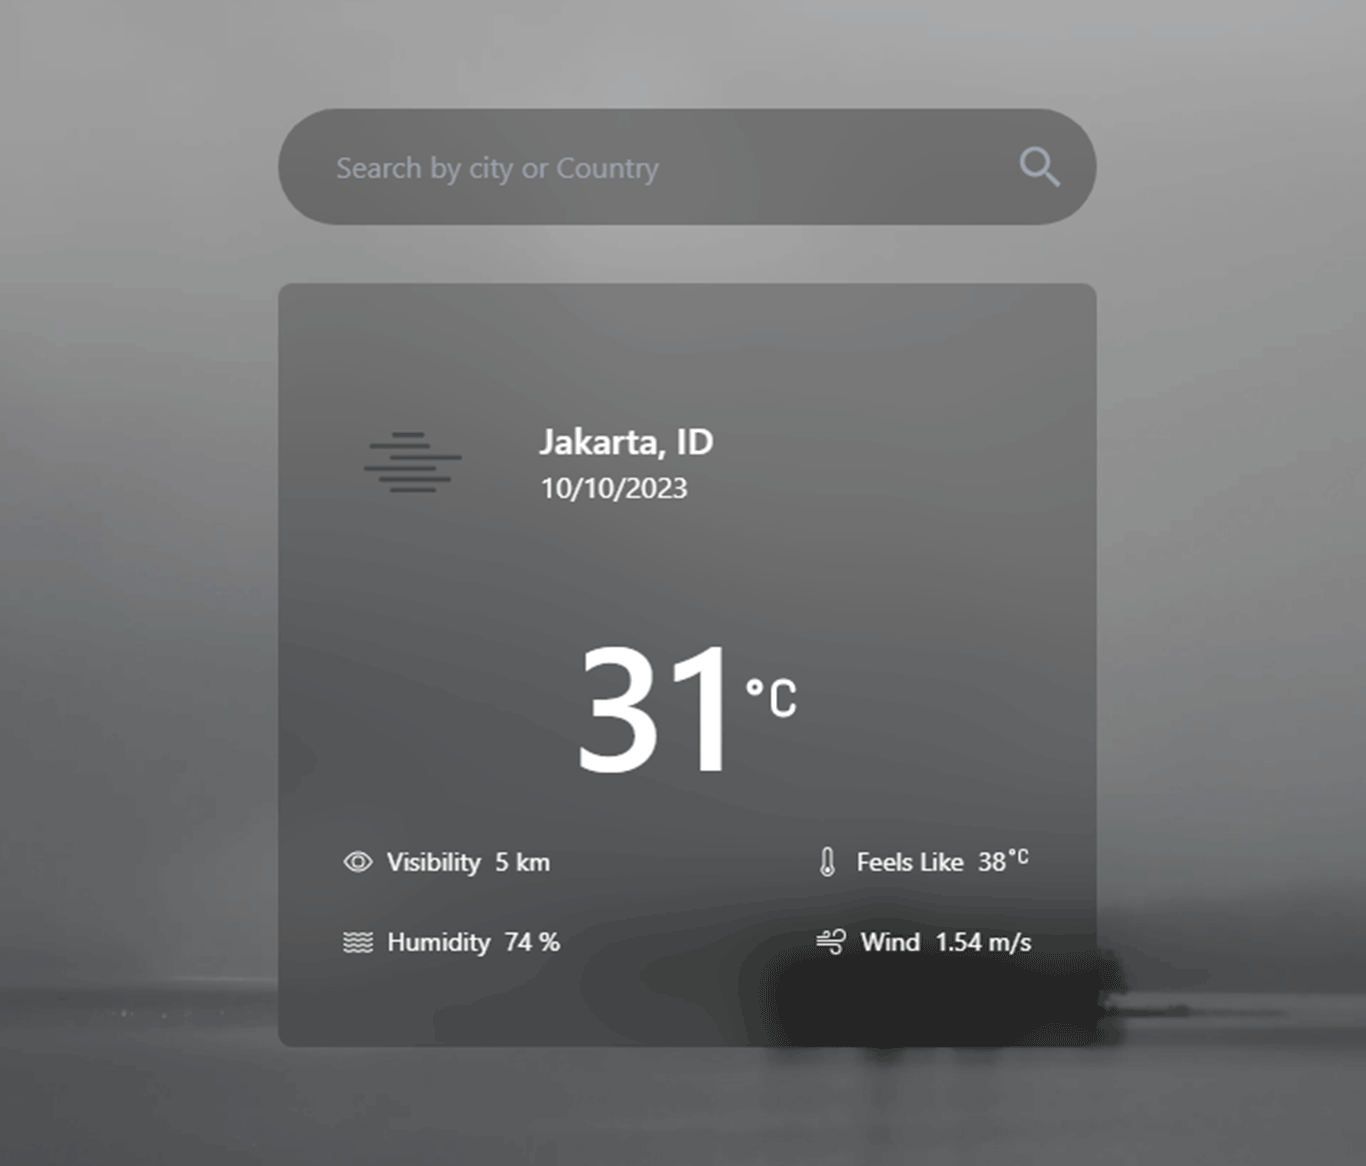 Search by city or Country
Jakarta, ID
10/10/2023
31°C
Visibility 5 km
Feels Like 38°C
Humidity 74 %
Wind 1.54 m/s